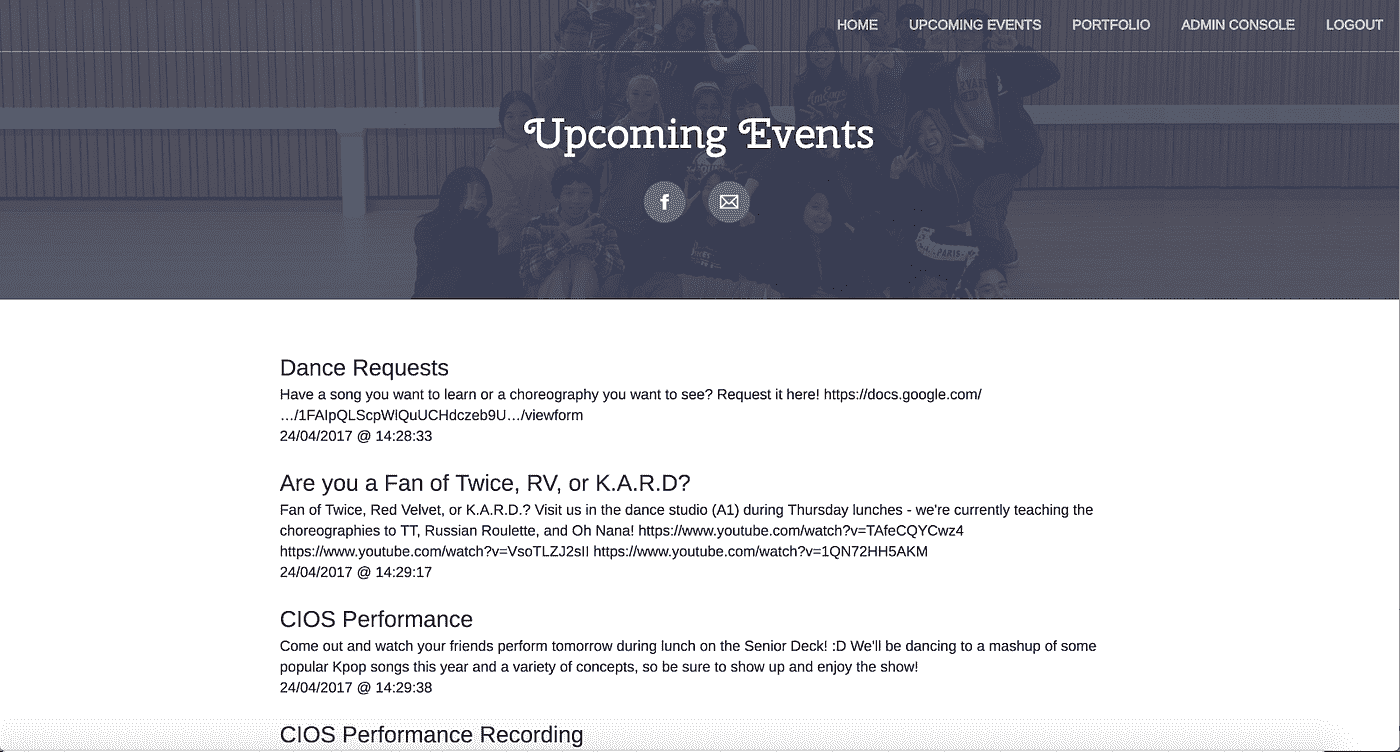 HOME UPCOMING EVENTS PORTFOLIO ADMIN CONSOLE LOGOUT
Upcoming Events
Dance Requests
Have a song you want to learn or a choreography you want to see? Request it here! https://docs.google.com/
…/1FAIpQLScpWlQuUCHdczeb9U…/viewform
24/04/2017 @ 14:28:33
Are you a Fan of Twice, RV, or K.A.R.D?
Fan of Twice, Red Velvet, or K.A.R.D.? Visit us in the dance studio (A1) during Thursday lunches - we're currently teaching the
choreographies to TT, Russian Roulette, and Oh Nana! https://www.youtube.com/watch?v=TAfeCQYCwz4
https://www.youtube.com/watch?v=VsoTLZJ2sII https://www.youtube.com/watch?v=1QN72HH5AKM
24/04/2017 @ 14:29:17
CIOS Performance
Come out and watch your friends perform tomorrow during lunch on the Senior Deck! :D We'll be dancing to a mashup of some
popular Kpop songs this year and a variety of concepts, so be sure to show up and enjoy the show!
24/04/2017 @ 14:29:38
CIOS Performance Recording